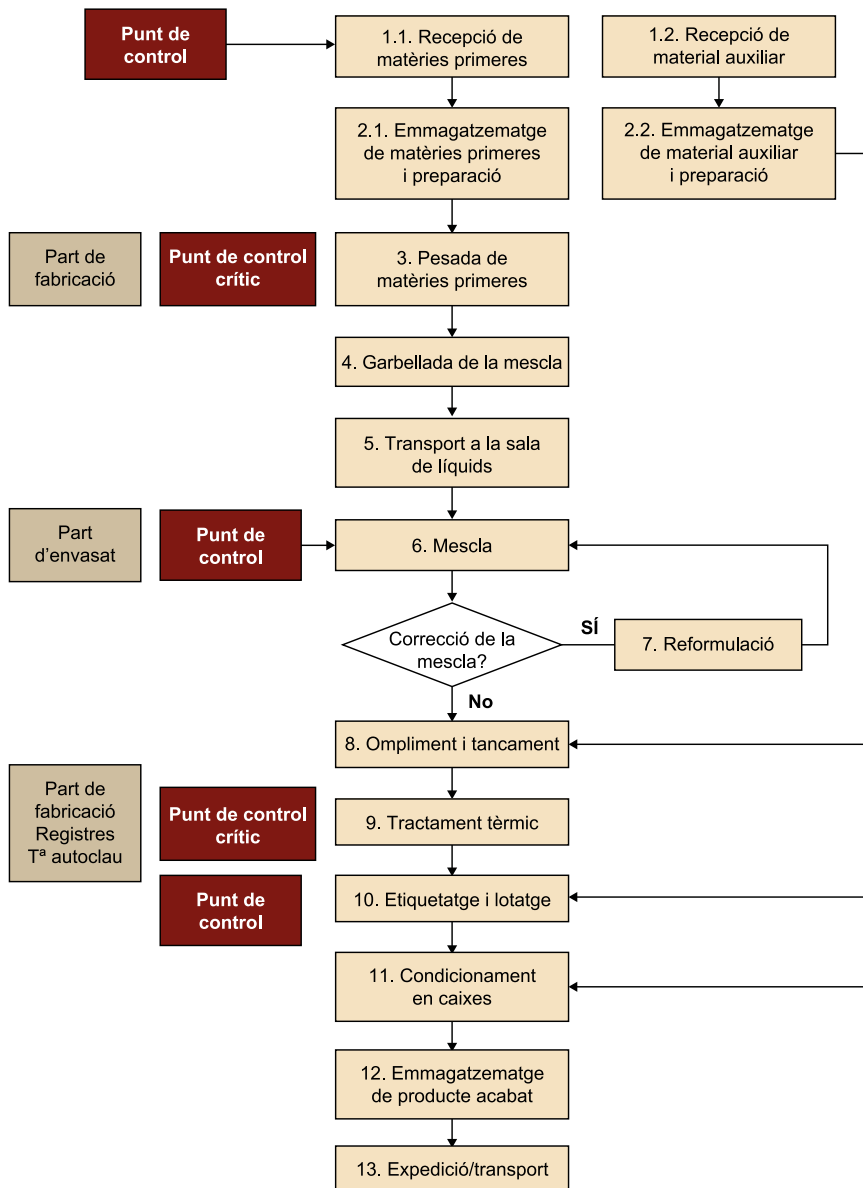 Punt de
control
1.1. Recepció de
matèries primeres
1.2. Recepció de
material auxiliar
2.1. Emmagatzematge
de matèries primeres
i preparació
2.2. Emmagatzematge
de material auxiliar
i preparació
Part de
fabricació
Punt de control
crític
3. Pesada de
matèries primeres
4. Garbellada de la mescla
5. Transport a la sala
de líquids
Part
d'envasat
Punt de
control
6. Mescla
Correcció de la
mescla?
SÍ
7. Reformulació
No
8. Ompliment i tancament
Part de
fabricació
Registres
Tª autoclau
Punt de control
crític
9. Tractament tèrmic
Punt de
control
10. Etiquetatge i lotatge
11. Condicionament
en caixes
12. Emmagatzematge
de producte acabat
13. Expedició/transport